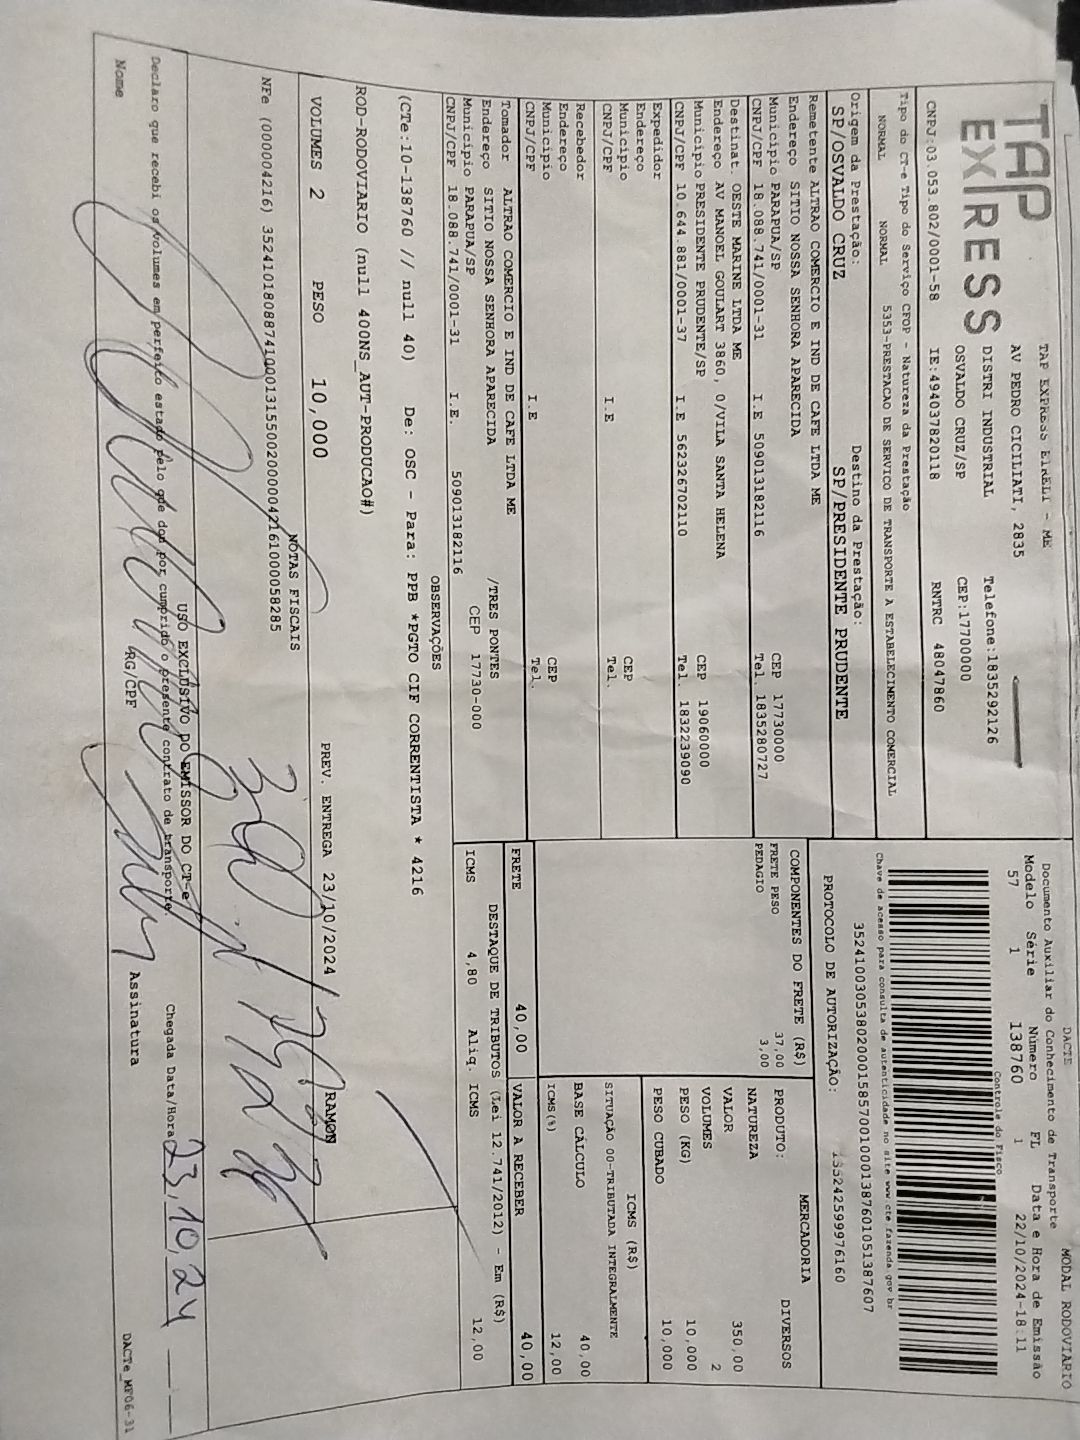 TAP
EXPRESS
TAP EXPRESS EIRELI - ME
AV PEDRO CICILIATI, 2835
DISTRI INDUSTRIAL
OSVALDO CRUZ/SP
Telefone:1835292126
CEP:17700000
CNPJ:03.053.802/0001-58 IE:494037820118 RNTRC 48047860
Tipo do CT-e Tipo do Serviço CFOP - Natureza da Prestação
NORMAL NORMAL 5353-PRESTACAO DE SERVICO DE TRANSPORTE A ESTABELECIMENTO COMERCIAL
Origem da Prestação: Destino da Prestação:
SP/OSVALDO CRUZ SP/PRESIDENTE PRUDENTE
Remetente ALTRAO COMERCIO E IND DE CAFE LTDA ME
Endereço SITIO NOSSA SENHORA APARECIDA
Municipio PARAPUA/SP CEP 17730000
CNPJ/CPF 18.088.741/0001-31 I.E 509013182116 Tel. 1835280727
Destinat. OESTE MARINE LTDA ME
Endereço AV MANOEL GOULART 3860, 0/VILA SANTA HELENA
Municipio PRESIDENTE PRUDENTE/SP CEP 19060000
CNPJ/CPF 10.644.881/0001-37 I.E 562326702110 Tel. 1832239090
Expedidor
Endereço
Municipio CEP
CNPJ/CPF I.E Tel.
Recebedor
Endereço
Municipio CEP
CNPJ/CPF I.E Tel.
Tomador ALTRAO COMERCIO E IND DE CAFE LTDA ME
Endereço SITIO NOSSA SENHORA APARECIDA /TRES PONTES
Municipio PARAPUA/SP CEP 17730-000
CNPJ/CPF 18.088.741/0001-31 I.E. 509013182116
DACTE MODAL RODOVIARIO
Documento Auxiliar do Conhecimento de Transporte
Modelo Série Número FL Data e Hora de Emissão
57 1 138760 1 22/10/2024-18:11
Controle do Fisco
Chave de acesso para consulta de autenticidade no site www.cte.fazenda.gov.br
35241003053802000158570010001387601051387607
PROTOCOLO DE AUTORIZAÇÃO: 135242599976160
COMPONENTES DO FRETE (R$)
FRETE PESO 37,00
PEDAGIO 3,00
MERCADORIA
PRODUTO: DIVERSOS
NATUREZA
VALOR 350,00
VOLUMES 2
PESO (KG) 10,000
PESO CUBADO 10,000
ICMS (R$)
SITUAÇÃO 00-TRIBUTADA INTEGRALMENTE
BASE CÁLCULO 40,00
ICMS(%) 12,00
FRETE 40,00 VALOR A RECEBER 40,00
DESTAQUE DE TRIBUTOS (Lei 12.741/2012) - Em (R$)
ICMS 4,80 Aliq. ICMS 12,00
OBSERVAÇÕES
(CTe:10-138760 // null 40) De: OSC - Para: PPB *PGTO CIF CORRENTISTA * 4216
ROD-RODOVIARIO (null 400NS_AUT-PRODUCAO#)
VOLUMES 2 PESO 10,000 PREV. ENTREGA 23/10/2024 RAMON
NOTAS FISCAIS
NFe (000004216) 35241018088741000131550020000042161000058285
USO EXCLUSIVO DO EMISSOR DO CT-e
Declaro que recebi os volumes em perfeito estado pelo que dou por cumprido o presente contrato de transporte. Chegada Data/Hora 23,10,24
Nome RG/CPF Assinatura
DACTe_MF06-31